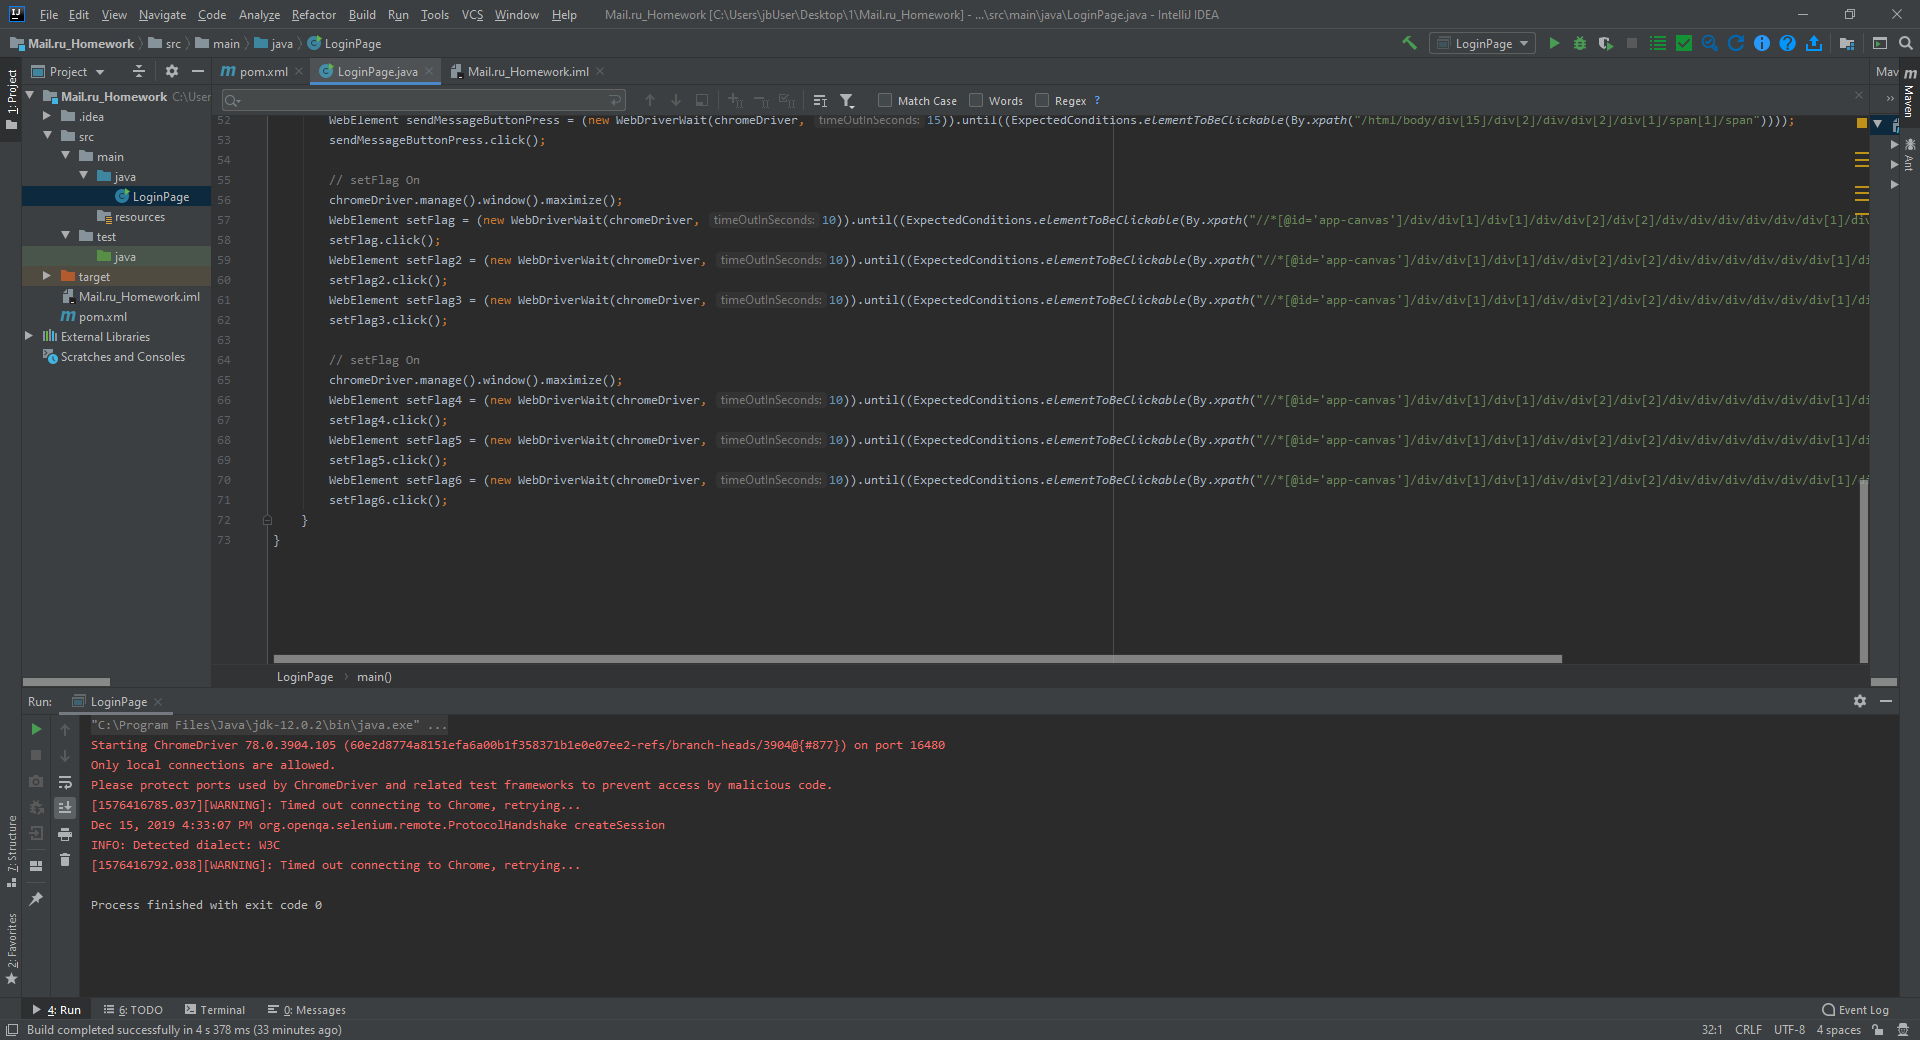 File Edit View Navigate Code Analyze Refactor Build Run Tools VCS Window Help Mail.ru_Homework [C:\Users\jbUser\Desktop\1\Mail.ru_Homework] - ...\src\main\java\LoginPage.java - IntelliJ IDEA
Mail.ru_Homework src main java LoginPage LoginPage
1: Project
Project
pom.xml LoginPage.java Mail.ru_Homework.iml
Mav
Maven
Ant
Match Case Words Regex ?
Mail.ru_Homework C:\User
.idea
src
main
java
LoginPage
resources
test
java
target
Mail.ru_Homework.iml
pom.xml
External Libraries
Scratches and Consoles
52 WebElement sendMessageButtonPress = (new WebDriverWait(chromeDriver, timeOutInSeconds: 15)).until((ExpectedConditions.elementToBeClickable(By.xpath("/html/body/div[15]/div[2]/div/div[2]/div[1]/span[1]/span"))));
53 sendMessageButtonPress.click();
54
55 // setFlag On
56 chromeDriver.manage().window().maximize();
57 WebElement setFlag = (new WebDriverWait(chromeDriver, timeOutInSeconds: 10)).until((ExpectedConditions.elementToBeClickable(By.xpath("//*[@id='app-canvas']/div/div[1]/div[1]/div/div[2]/div[2]/div/div/div/div/div[1]/div
58 setFlag.click();
59 WebElement setFlag2 = (new WebDriverWait(chromeDriver, timeOutInSeconds: 10)).until((ExpectedConditions.elementToBeClickable(By.xpath("//*[@id='app-canvas']/div/div[1]/div[1]/div/div[2]/div[2]/div/div/div/div/div[1]/di
60 setFlag2.click();
61 WebElement setFlag3 = (new WebDriverWait(chromeDriver, timeOutInSeconds: 10)).until((ExpectedConditions.elementToBeClickable(By.xpath("//*[@id='app-canvas']/div/div[1]/div[1]/div/div[2]/div[2]/div/div/div/div/div[1]/di
62 setFlag3.click();
63
64 // setFlag On
65 chromeDriver.manage().window().maximize();
66 WebElement setFlag4 = (new WebDriverWait(chromeDriver, timeOutInSeconds: 10)).until((ExpectedConditions.elementToBeClickable(By.xpath("//*[@id='app-canvas']/div/div[1]/div[1]/div/div[2]/div[2]/div/div/div/div/div[1]/di
67 setFlag4.click();
68 WebElement setFlag5 = (new WebDriverWait(chromeDriver, timeOutInSeconds: 10)).until((ExpectedConditions.elementToBeClickable(By.xpath("//*[@id='app-canvas']/div/div[1]/div[1]/div/div[2]/div[2]/div/div/div/div/div[1]/di
69 setFlag5.click();
70 WebElement setFlag6 = (new WebDriverWait(chromeDriver, timeOutInSeconds: 10)).until((ExpectedConditions.elementToBeClickable(By.xpath("//*[@id='app-canvas']/div/div[1]/div[1]/div/div[2]/div[2]/div/div/div/div/div[1]/di
71 setFlag6.click();
72 }
73 }
LoginPage main()
Run: LoginPage
"C:\Program Files\Java\jdk-12.0.2\bin\java.exe" ...
Starting ChromeDriver 78.0.3904.105 (60e2d8774a8151efa6a00b1f358371b1e0e07ee2-refs/branch-heads/3904@{#877}) on port 16480
Only local connections are allowed.
Please protect ports used by ChromeDriver and related test frameworks to prevent access by malicious code.
[1576416785.037][WARNING]: Timed out connecting to Chrome, retrying...
Dec 15, 2019 4:33:07 PM org.openqa.selenium.remote.ProtocolHandshake createSession
INFO: Detected dialect: W3C
[1576416792.038][WARNING]: Timed out connecting to Chrome, retrying...
Process finished with exit code 0
7: Structure
2: Favorites
4: Run 6: TODO Terminal 0: Messages Event Log
Build completed successfully in 4 s 378 ms (33 minutes ago) 32:1 CRLF UTF-8 4 spaces